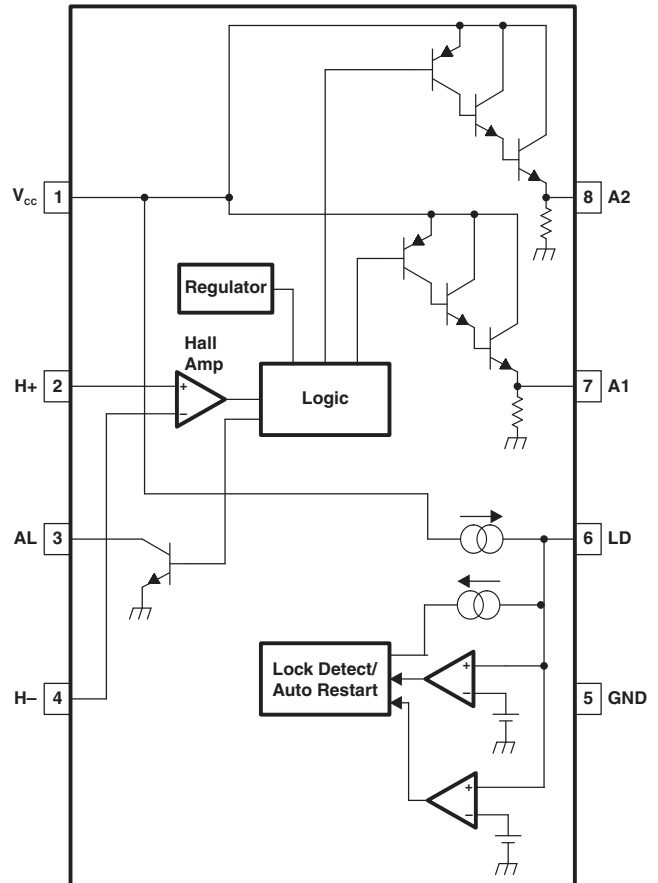 Vcc 1
8 A2
Regulator
Hall
Amp
H+ 2
+
−
Logic
7 A1
AL 3
6 LD
Lock Detect/
Auto Restart
+
−
H− 4
5 GND
+
−